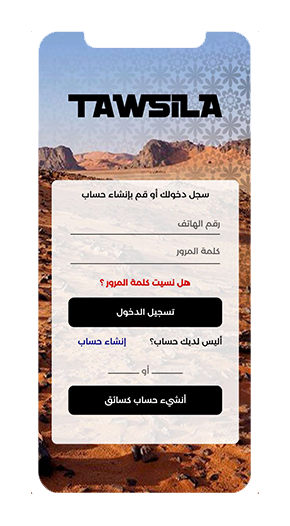 TAWSILA
سجل دخولك أو قم بإنشاء حساب
رقم الهاتف
كلمة المرور
هل نسيت كلمة المرور ؟
تسجيل الدخول
أليس لديك حساب؟ إنشاء حساب
أو
أنشيء حساب كسائق